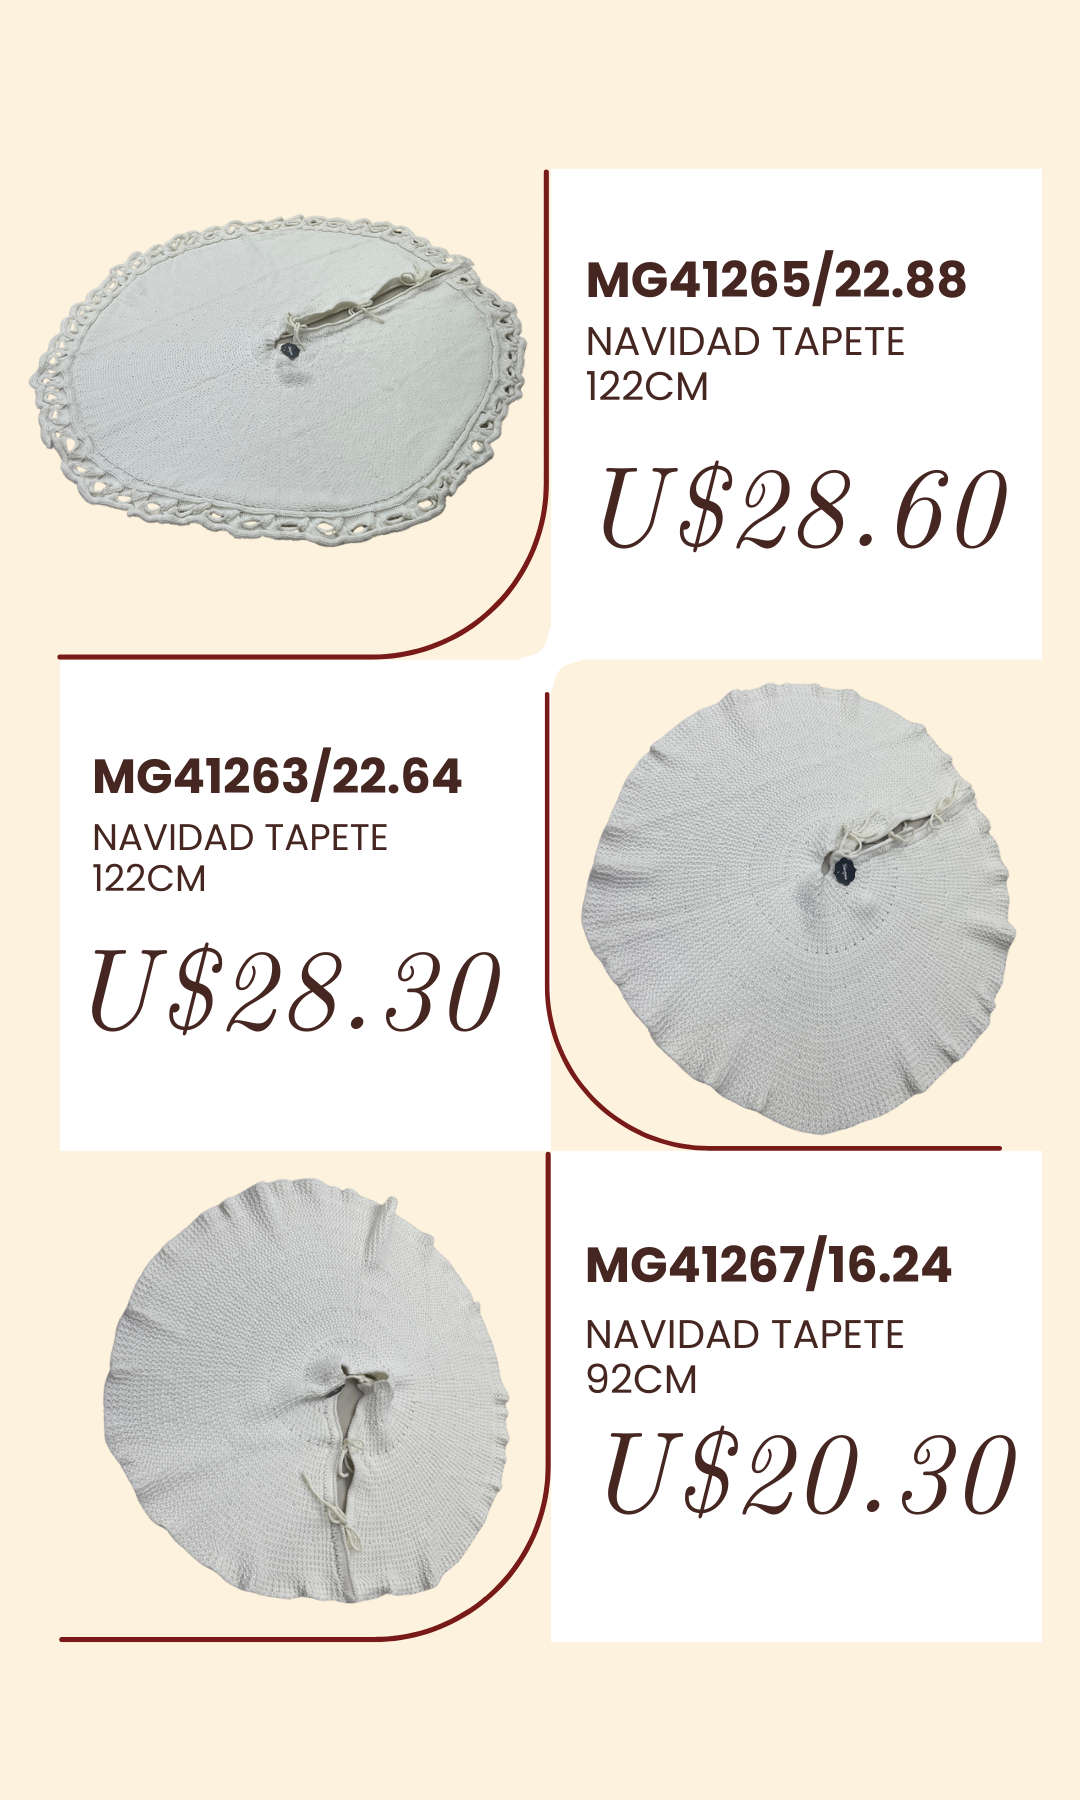 MG41265/22.88
NAVIDAD TAPETE
122CM
U$28.60
MG41263/22.64
NAVIDAD TAPETE
122CM
U$28.30
MG41267/16.24
NAVIDAD TAPETE
92CM
U$20.30